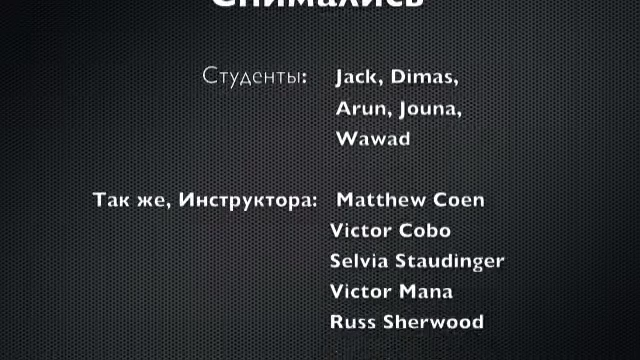 Снимались
Студенты: Jack, Dimas,
Arun, Jouna,
Wawad
Так же, Инструктора: Matthew Coen
Victor Cobo
Selvia Staudinger
Victor Mana
Russ Sherwood